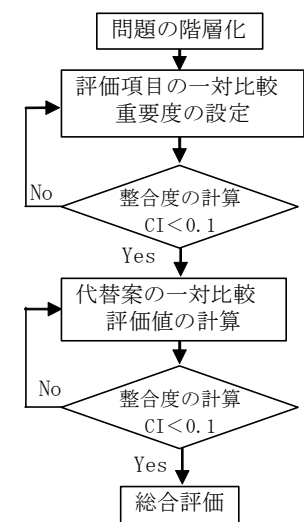 問題の階層化
評価項目の一対比較
重要度の設定
No
整合度の計算
CI＜0.1
Yes
代替案の一対比較
評価値の計算
No
整合度の計算
CI＜0.1
Yes
総合評価